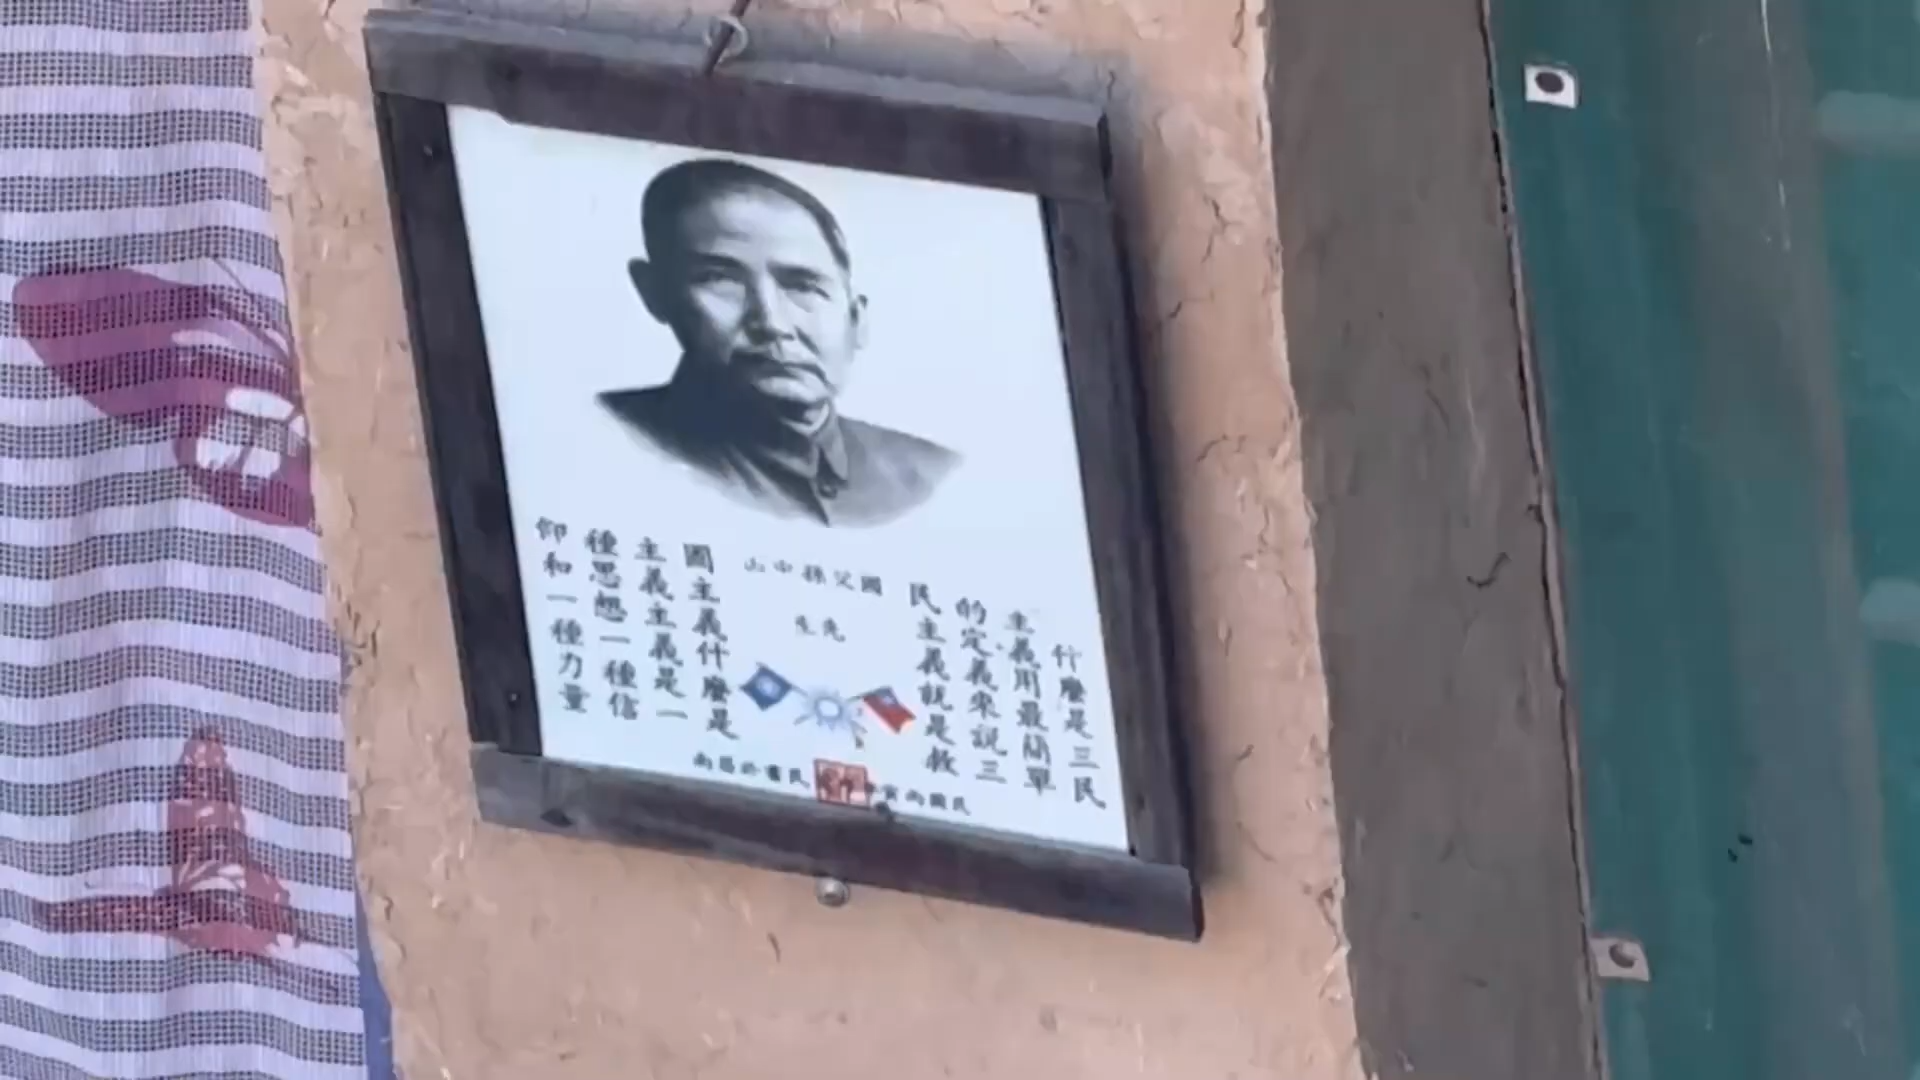 國父孫中山
先生
什麼是三民
主義用最簡單
的定義來說三
民主義就是救
國主義什麼是
主義主義是一
種思想一種信
仰和一種力量